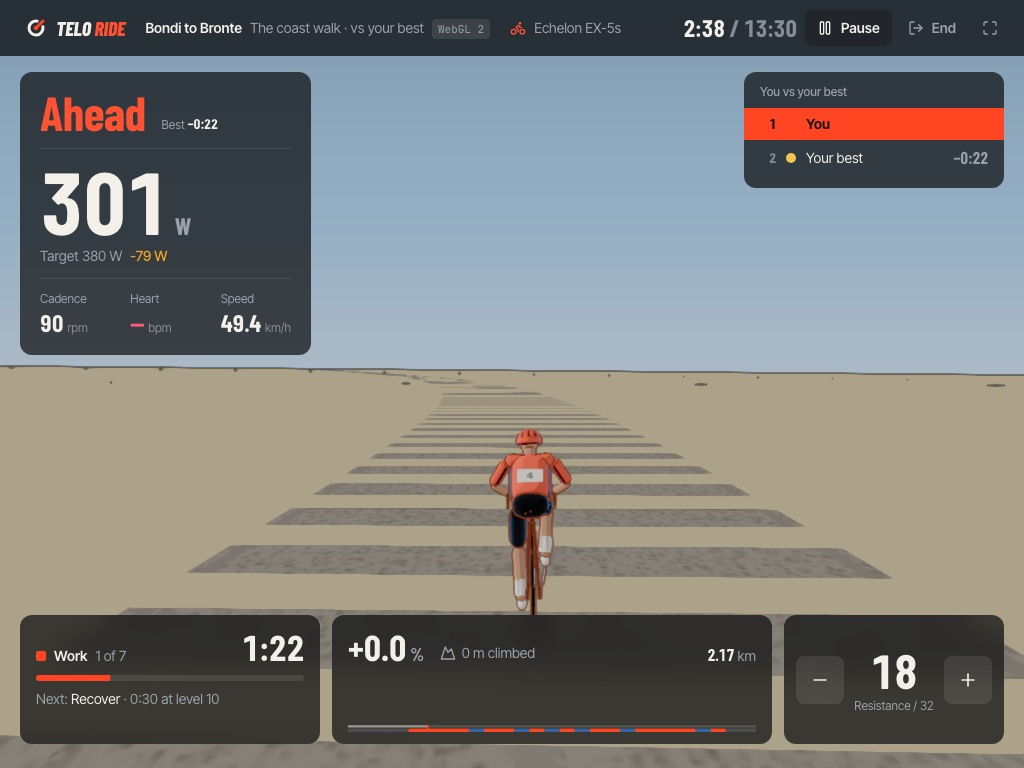 TELO RIDE Bondi to Bronte The coast walk · vs your best WebGL 2 Echelon EX-5s 2:38 / 13:30 Pause End
Ahead Best −0:22
301 W
Target 380 W -79 W
Cadence Heart Speed
90 rpm – bpm 49.4 km/h
You vs your best
1 You
2 Your best −0:22
4
Work 1 of 7 1:22
Next: Recover · 0:30 at level 10
+0.0 % 0 m climbed 2.17 km
− 18 +
Resistance / 32